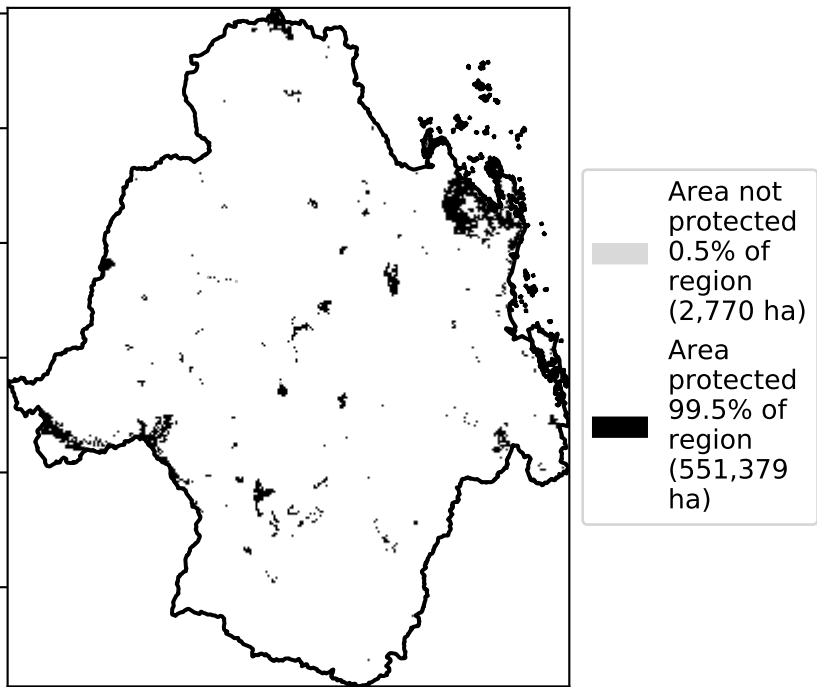 Area not
protected
0.5% of
region
(2,770 ha)
Area
protected
99.5% of
region
(551,379
ha)